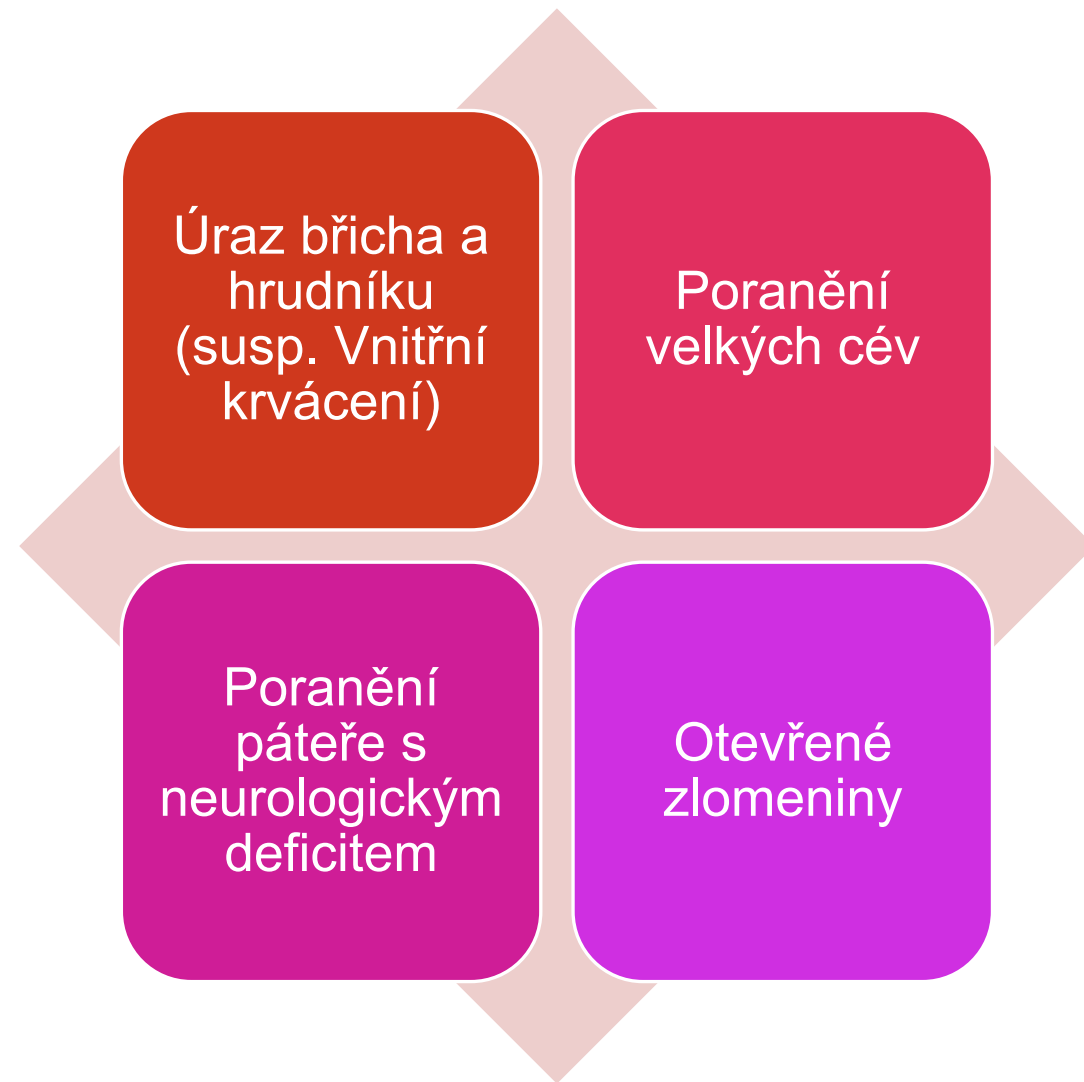 Úraz břicha a
hrudníku
(susp. Vnitřní
krvácení)
Poranění
velkých cév
Poranění
páteře s
neurologickým
deficitem
Otevřené
zlomeniny